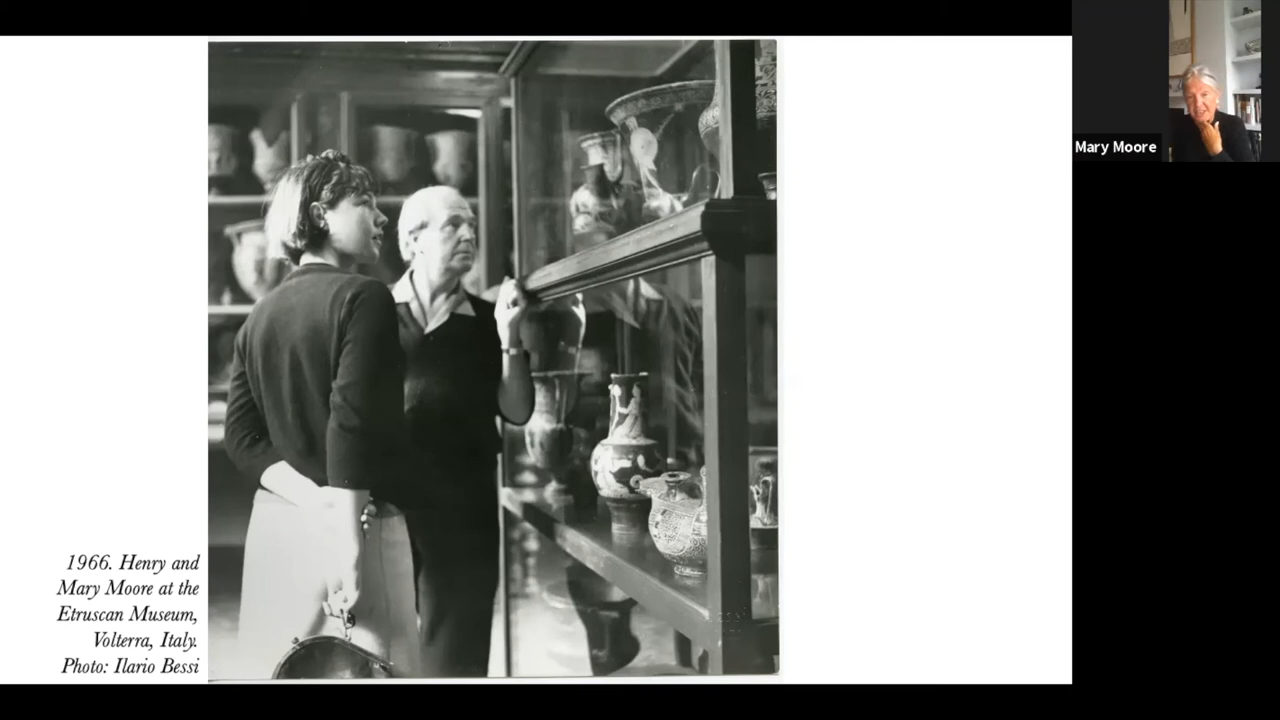 Mary Moore
1966. Henry and
Mary Moore at the
Etruscan Museum,
Volterra, Italy.
Photo: Ilario Bessi